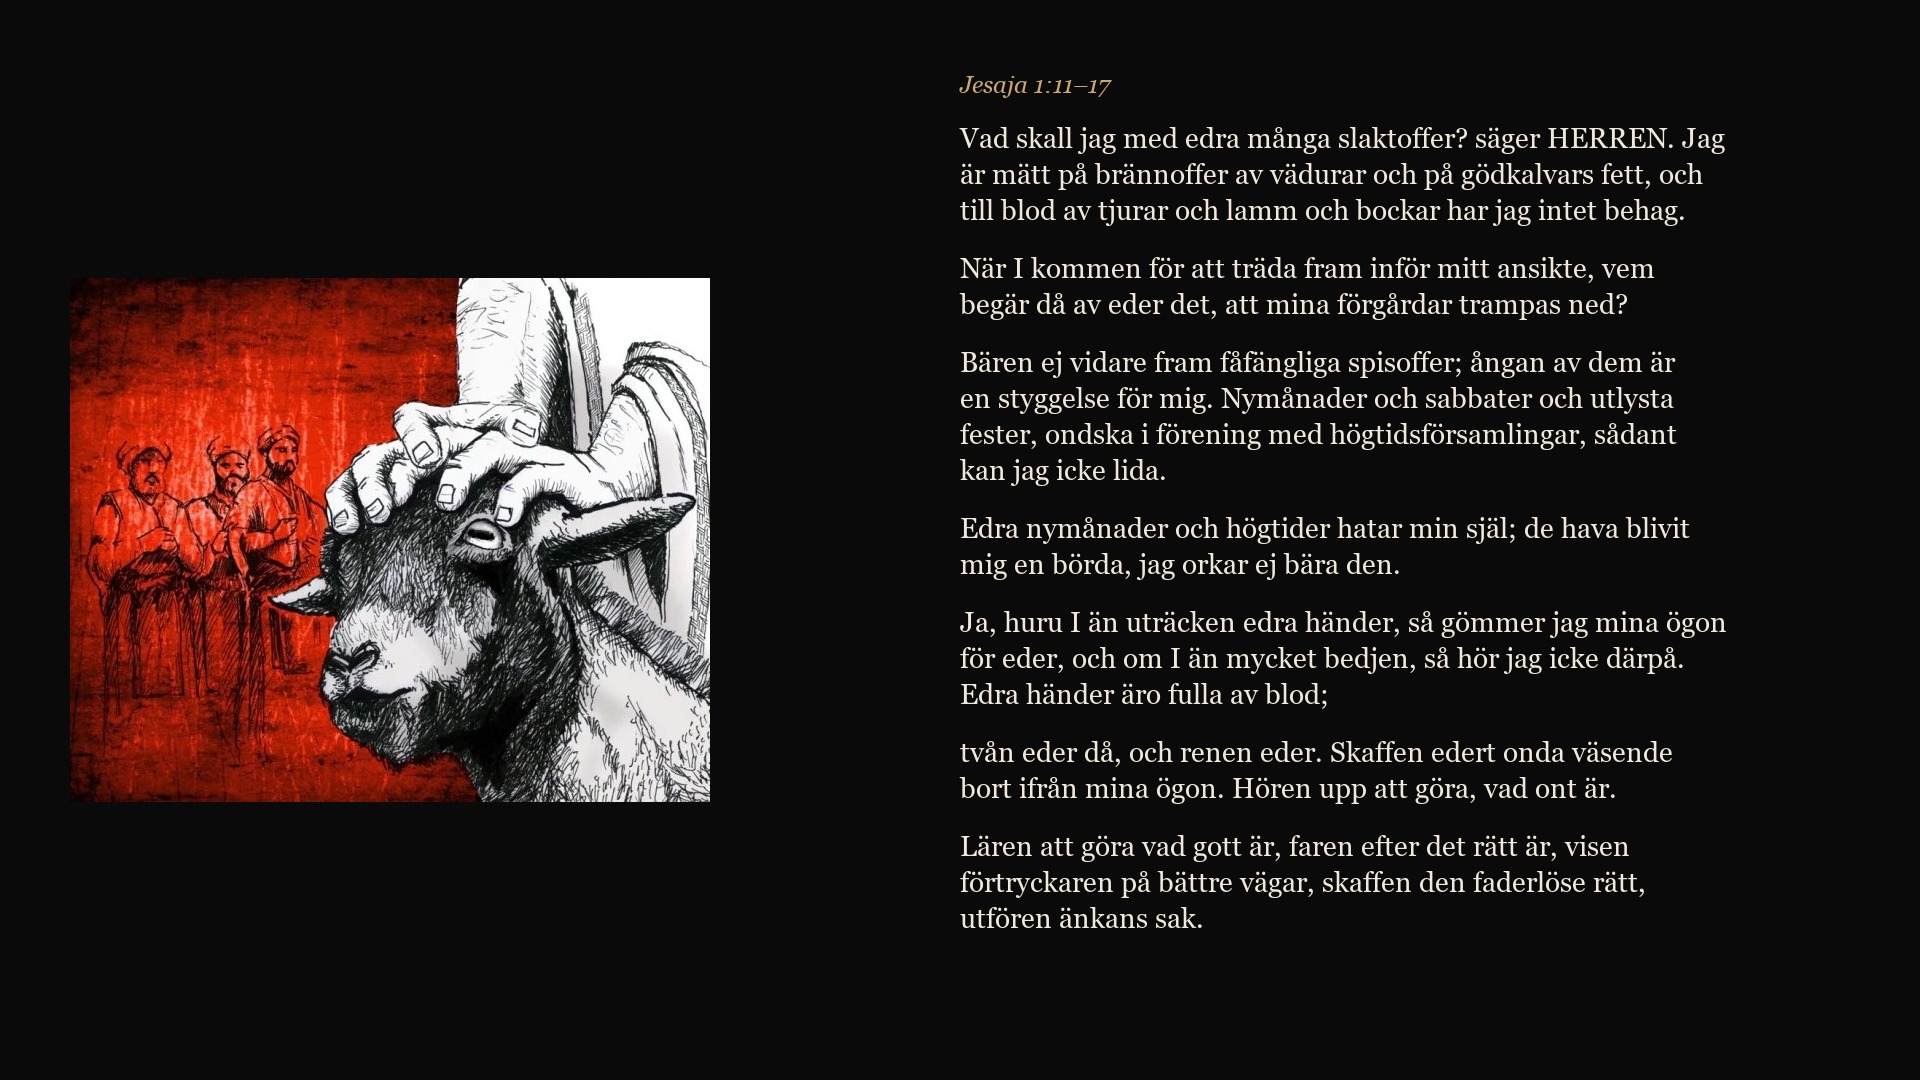 Jesaja 1:11–17
Vad skall jag med edra många slaktoffer? säger HERREN. Jag
är mätt på brännoffer av vädurar och på gödkalvars fett, och
till blod av tjurar och lamm och bockar har jag intet behag.
När I kommen för att träda fram inför mitt ansikte, vem
begär då av eder det, att mina förgårdar trampas ned?
Bären ej vidare fram fåfängliga spisoffer; ångan av dem är
en styggelse för mig. Nymånader och sabbater och utlysta
fester, ondska i förening med högtidsförsamlingar, sådant
kan jag icke lida.
Edra nymånader och högtider hatar min själ; de hava blivit
mig en börda, jag orkar ej bära den.
Ja, huru I än uträcken edra händer, så gömmer jag mina ögon
för eder, och om I än mycket bedjen, så hör jag icke därpå.
Edra händer äro fulla av blod;
tvån eder då, och renen eder. Skaffen edert onda väsende
bort ifrån mina ögon. Hören upp att göra, vad ont är.
Lären att göra vad gott är, faren efter det rätt är, visen
förtryckaren på bättre vägar, skaffen den faderlöse rätt,
utfören änkans sak.